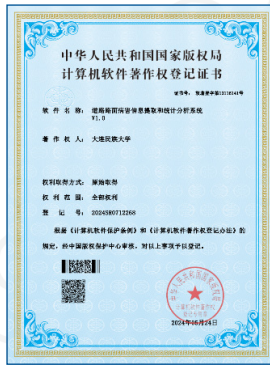 中华人民共和国国家版权局
计算机软件著作权登记证书
证书号：
软件名称：道路路面病害信息提取和统计分析系统
V1.0
著作权人：大连民族大学
权利取得方式：原始取得
权利范围：全部权利
登记号：2024SR0712268
根据《计算机软件保护条例》和《计算机软件著作权登记办法》的
规定，经中国版权保护中心审核，对以上事项予以登记。
2024年05月24日